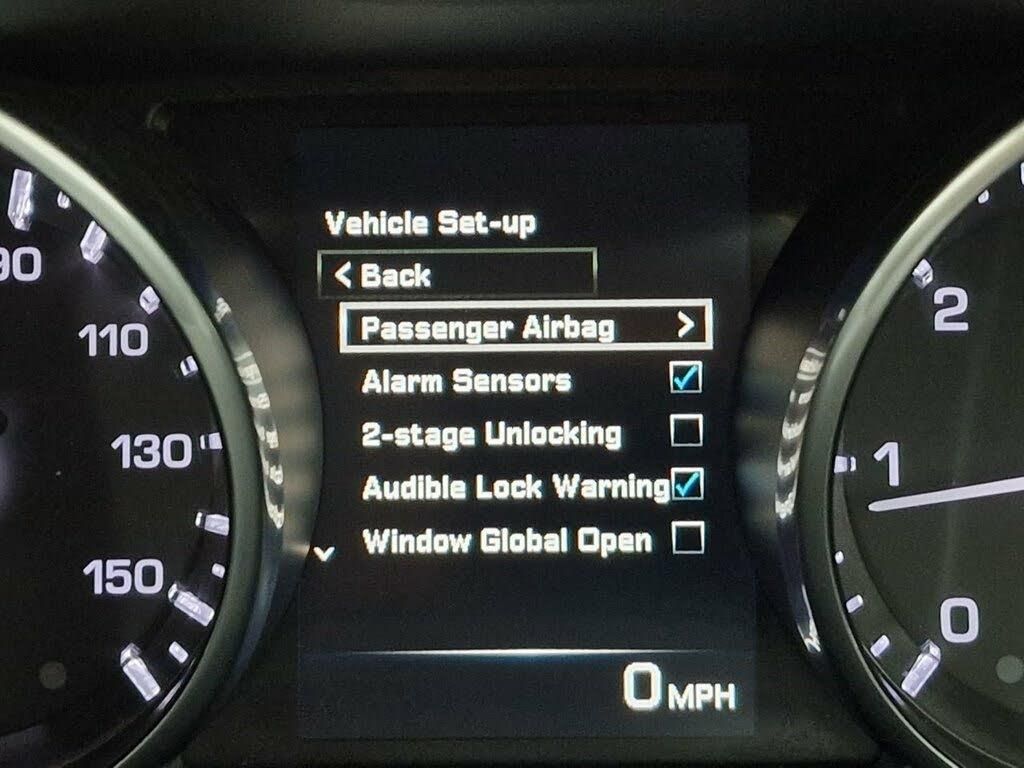 Vehicle Set-up
< Back
Passenger Airbag >
Alarm Sensors
2-stage Unlocking
Audible Lock Warning
Window Global Open
0 MPH
90
110
130
150
2
1
0